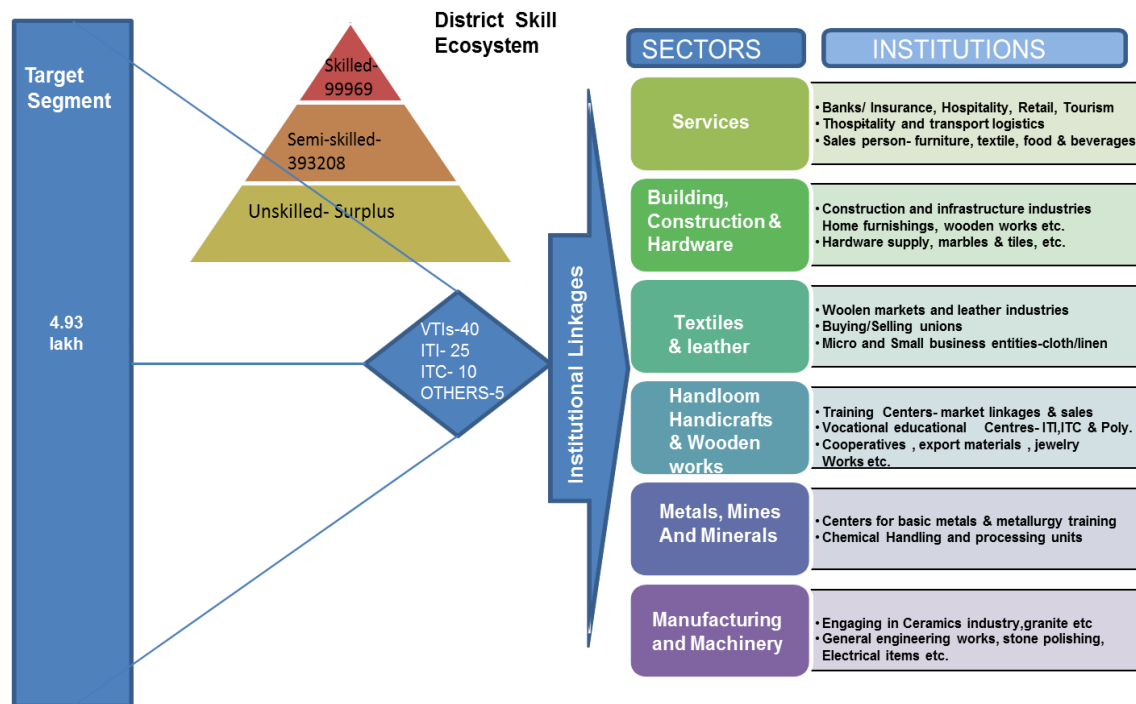 District Skill
Ecosystem
Target
Segment
4.93
lakh
Skilled-
99969
Semi-skilled-
393208
Unskilled- Surplus
VTIs-40
ITI- 25
ITC- 10
OTHERS-5
Institutional Linkages
SECTORS
INSTITUTIONS
Services
• Banks/ Insurance, Hospitality, Retail, Tourism
• Thospitality and transport logistics
• Sales person- furniture, textile, food & beverages
Building,
Construction &
Hardware
• Construction and infrastructure industries
Home furnishings, wooden works etc.
• Hardware supply, marbles & tiles, etc.
Textiles
& leather
• Woolen markets and leather industries
• Buying/Selling unions
• Micro and Small business entities-cloth/linen
Handloom
Handicrafts
& Wooden
works
• Training Centers- market linkages & sales
• Vocational educational Centres- ITI,ITC & Poly.
• Cooperatives , export materials , jewelry
Works etc.
Metals, Mines
And Minerals
• Centers for basic metals & metallurgy training
• Chemical Handling and processing units
Manufacturing
and Machinery
• Engaging in Ceramics industry,granite etc
• General engineering works, stone polishing,
Electrical items etc.